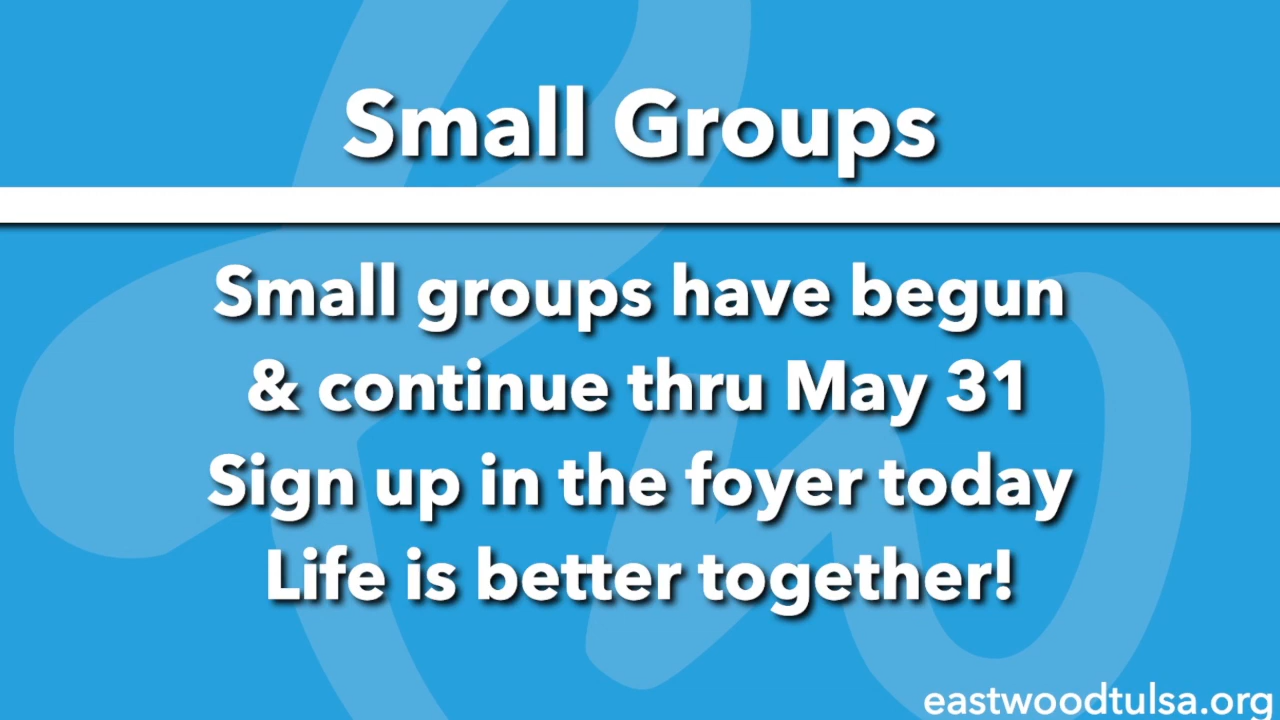 Small Groups
Small groups have begun
& continue thru May 31
Sign up in the foyer today
Life is better together!
eastwoodtulsa.org